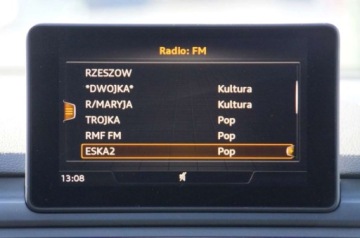 Radio: FM
RZESZOW
*DWOJKA* Kultura
R/MARYJA Kultura
TROJKA Pop
RMF FM Pop
ESKA2 Pop
13:08